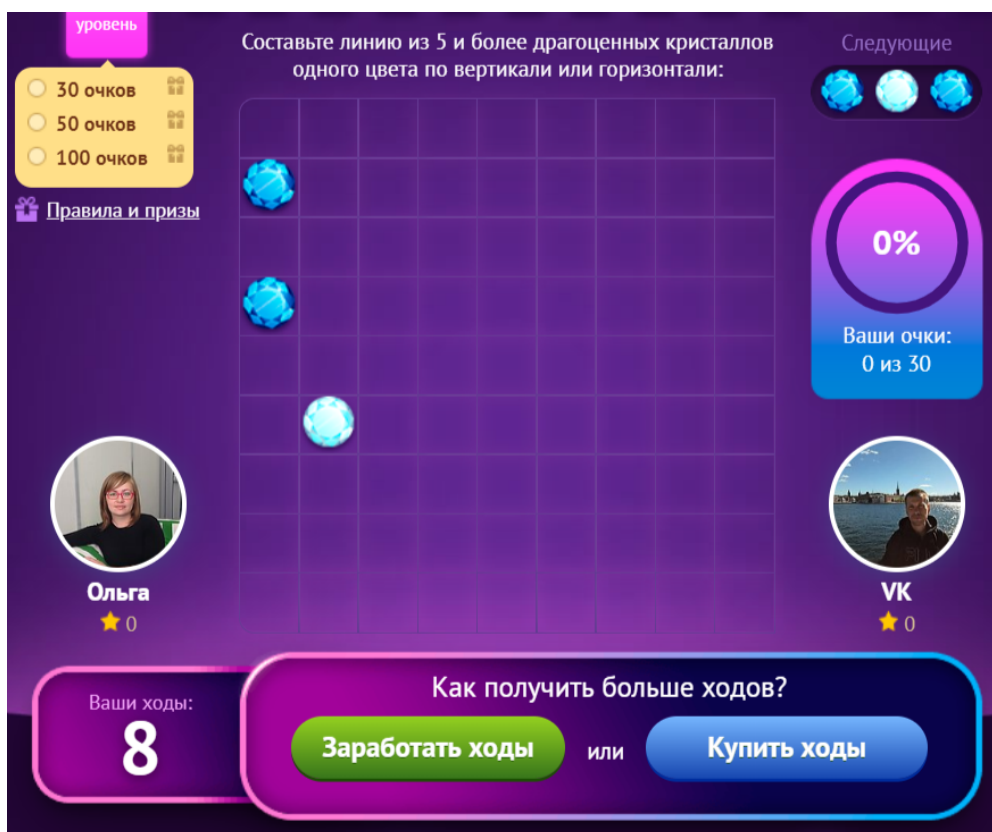 уровень
Составьте линию из 5 и более драгоценных кристаллов
одного цвета по вертикали или горизонтали:
Следующие
30 очков
50 очков
100 очков
Правила и призы
0%
Ваши очки:
0 из 30
Ольга
0
VK
0
Ваши ходы:
8
Как получить больше ходов?
Заработать ходы
или
Купить ходы